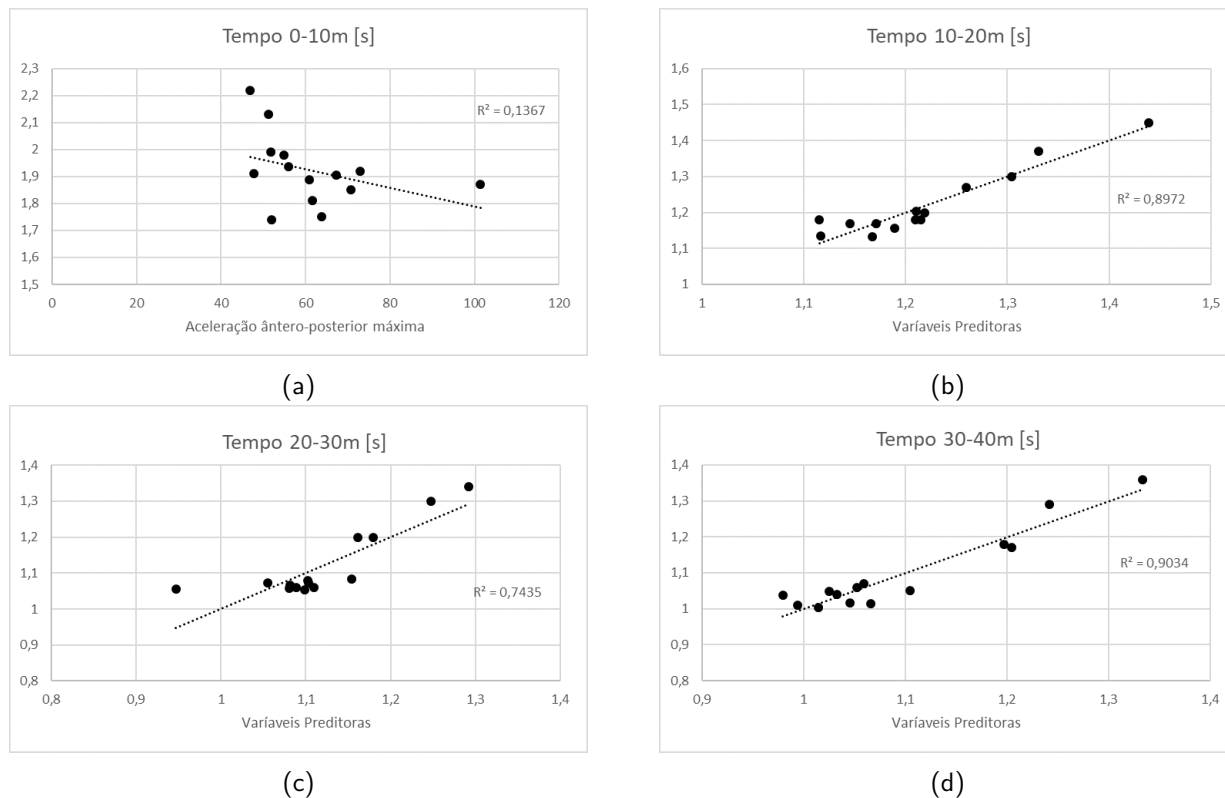 Tempo 0-10m [s]
2,3
2,2
2,1
2
1,9
1,8
1,7
1,6
1,5
R² = 0,1367
0 20 40 60 80 100 120
Aceleração ântero-posterior máxima
(a)
Tempo 10-20m [s]
1,6
1,5
1,4
1,3
1,2
1,1
1
R² = 0,8972
1 1,1 1,2 1,3 1,4 1,5
Varíaveis Preditoras
(b)
Tempo 20-30m [s]
1,4
1,3
1,2
1,1
1
0,9
0,8
R² = 0,7435
0,8 0,9 1 1,1 1,2 1,3 1,4
Varíaveis Preditoras
(c)
Tempo 30-40m [s]
1,4
1,3
1,2
1,1
1
0,9
0,8
R² = 0,9034
0,9 1 1,1 1,2 1,3 1,4
Varíaveis Preditoras
(d)